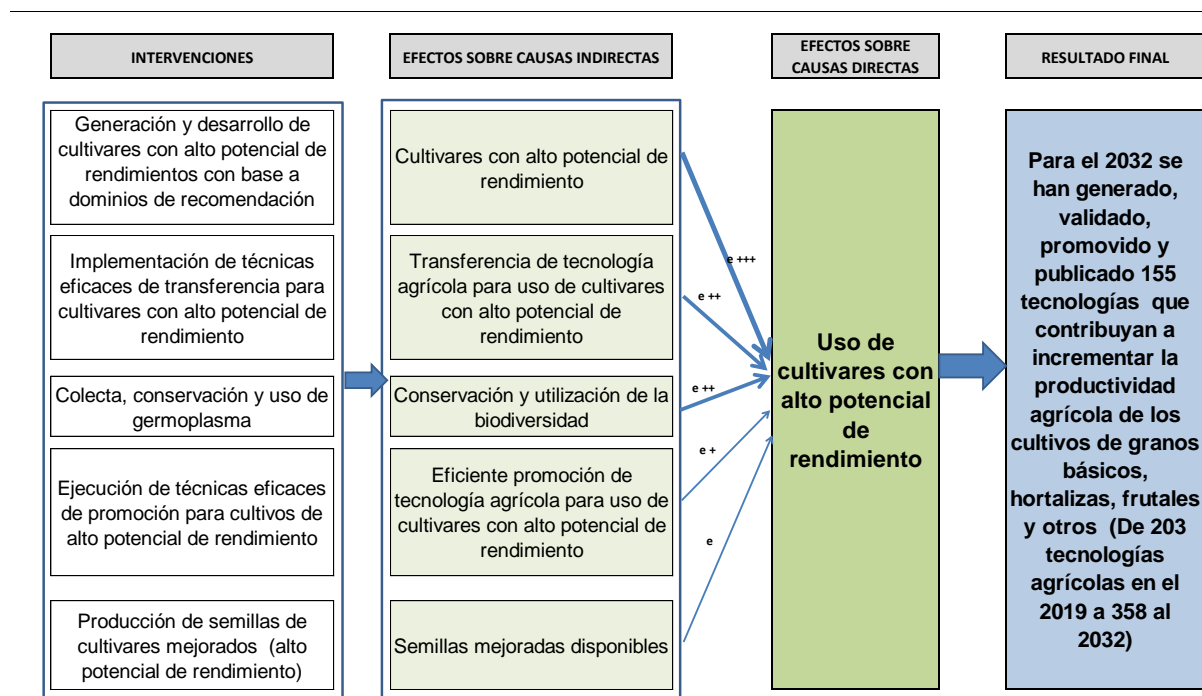 INTERVENCIONES
EFECTOS SOBRE CAUSAS INDIRECTAS
EFECTOS SOBRE
CAUSAS DIRECTAS
RESULTADO FINAL
Generación y desarrollo de
cultivares con alto potencial de
rendimientos con base a
dominios de recomendación
Implementación de técnicas
eficaces de transferencia para
cultivares con alto potencial de
rendimiento
Colecta, conservación y uso de
germoplasma
Ejecución de técnicas eficaces
de promoción para cultivos de
alto potencial de rendimiento
Producción de semillas de
cultivares mejorados (alto
potencial de rendimiento)
Cultivares con alto potencial de
rendimiento
Transferencia de tecnología
agrícola para uso de cultivares
con alto potencial de
rendimiento
Conservación y utilización de la
biodiversidad
Eficiente promoción de
tecnología agrícola para uso de
cultivares con alto potencial de
rendimiento
Semillas mejoradas disponibles
e +++
e ++
e ++
e +
e
Uso de
cultivares con
alto potencial
de
rendimiento
Para el 2032 se
han generado,
validado,
promovido y
publicado 155
tecnologías que
contribuyan a
incrementar la
productividad
agrícola de los
cultivos de granos
básicos,
hortalizas, frutales
y otros (De 203
tecnologías
agrícolas en el
2019 a 358 al
2032)